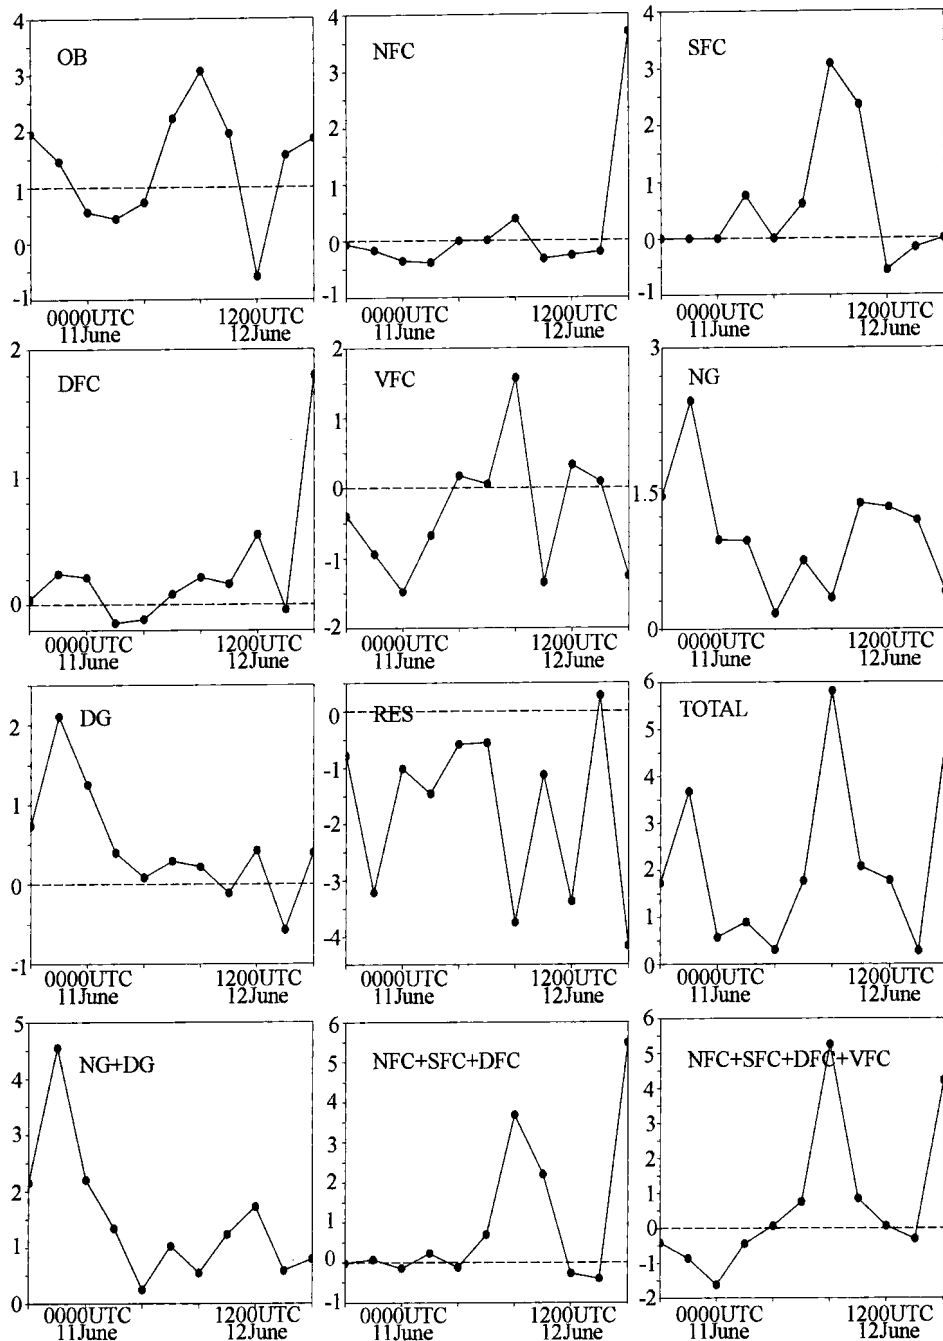 4
OB
3
2
1
0
-1
0000UTC 1200UTC
11June 12June
4
NFC
3
2
1
0
-1
0000UTC 1200UTC
11June 12June
4
SFC
3
2
1
0
-1
0000UTC 1200UTC
11June 12June
2
DFC
1
0
0000UTC 1200UTC
11June 12June
2
VFC
1
0
-1
-2
0000UTC 1200UTC
11June 12June
3
NG
1.5
0
0000UTC 1200UTC
11June 12June
DG
2
1
0
-1
0000UTC 1200UTC
11June 12June
RES
0
-1
-2
-3
-4
0000UTC 1200UTC
11June 12June
6
TOTAL
5
4
3
2
1
0
0000UTC 1200UTC
11June 12June
5
NG+DG
4
3
2
1
0
0000UTC 1200UTC
11June 12June
6
NFC+SFC+DFC
5
4
3
2
1
0
-1
0000UTC 1200UTC
11June 12June
6
NFC+SFC+DFC+VFC
5
4
3
2
1
0
-1
-2
0000UTC 1200UTC
11June 12June